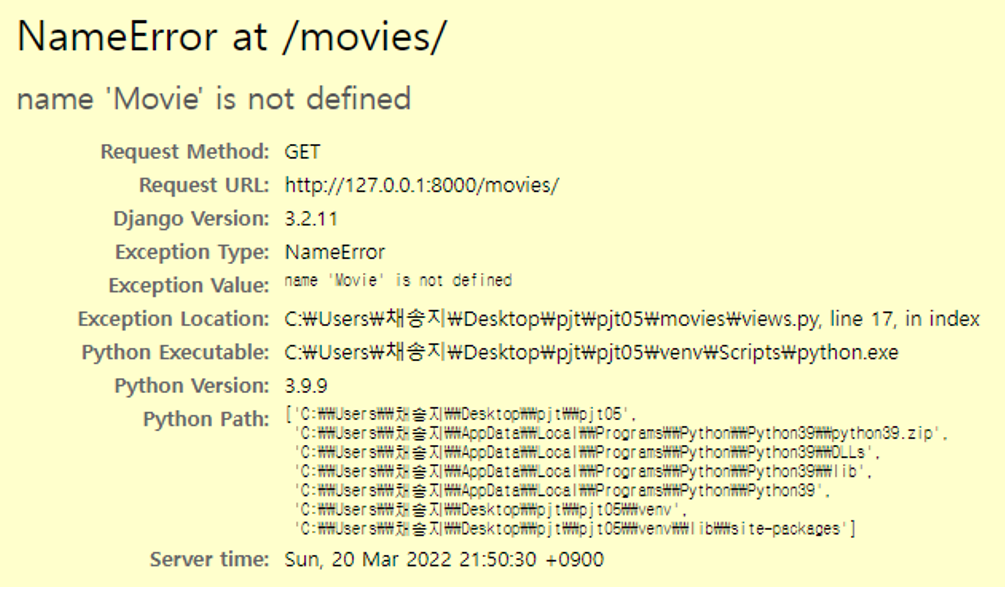 NameError at /movies/
name 'Movie' is not defined
Request Method: GET
Request URL: http://127.0.0.1:8000/movies/
Django Version: 3.2.11
Exception Type: NameError
Exception Value: name 'Movie' is not defined
Exception Location: C:₩Users₩채송지₩Desktop₩pjt₩pjt05₩movies₩views.py, line 17, in index
Python Executable: C:₩Users₩채송지₩Desktop₩pjt₩pjt05₩venv₩Scripts₩python.exe
Python Version: 3.9.9
Python Path: ['C:₩₩Users₩₩채송지₩₩Desktop₩₩pjt₩₩pjt05',
'C:₩₩Users₩₩채송지₩₩AppData₩₩Local₩₩Programs₩₩Python₩₩Python39₩₩python39.zip',
'C:₩₩Users₩₩채송지₩₩AppData₩₩Local₩₩Programs₩₩Python₩₩Python39₩₩DLLs',
'C:₩₩Users₩₩채송지₩₩AppData₩₩Local₩₩Programs₩₩Python₩₩Python39₩₩lib',
'C:₩₩Users₩₩채송지₩₩AppData₩₩Local₩₩Programs₩₩Python₩₩Python39',
'C:₩₩Users₩₩채송지₩₩Desktop₩₩pjt₩₩pjt05₩₩venv',
'C:₩₩Users₩₩채송지₩₩Desktop₩₩pjt₩₩pjt05₩₩venv₩₩lib₩₩site-packages']
Server time: Sun, 20 Mar 2022 21:50:30 +0900